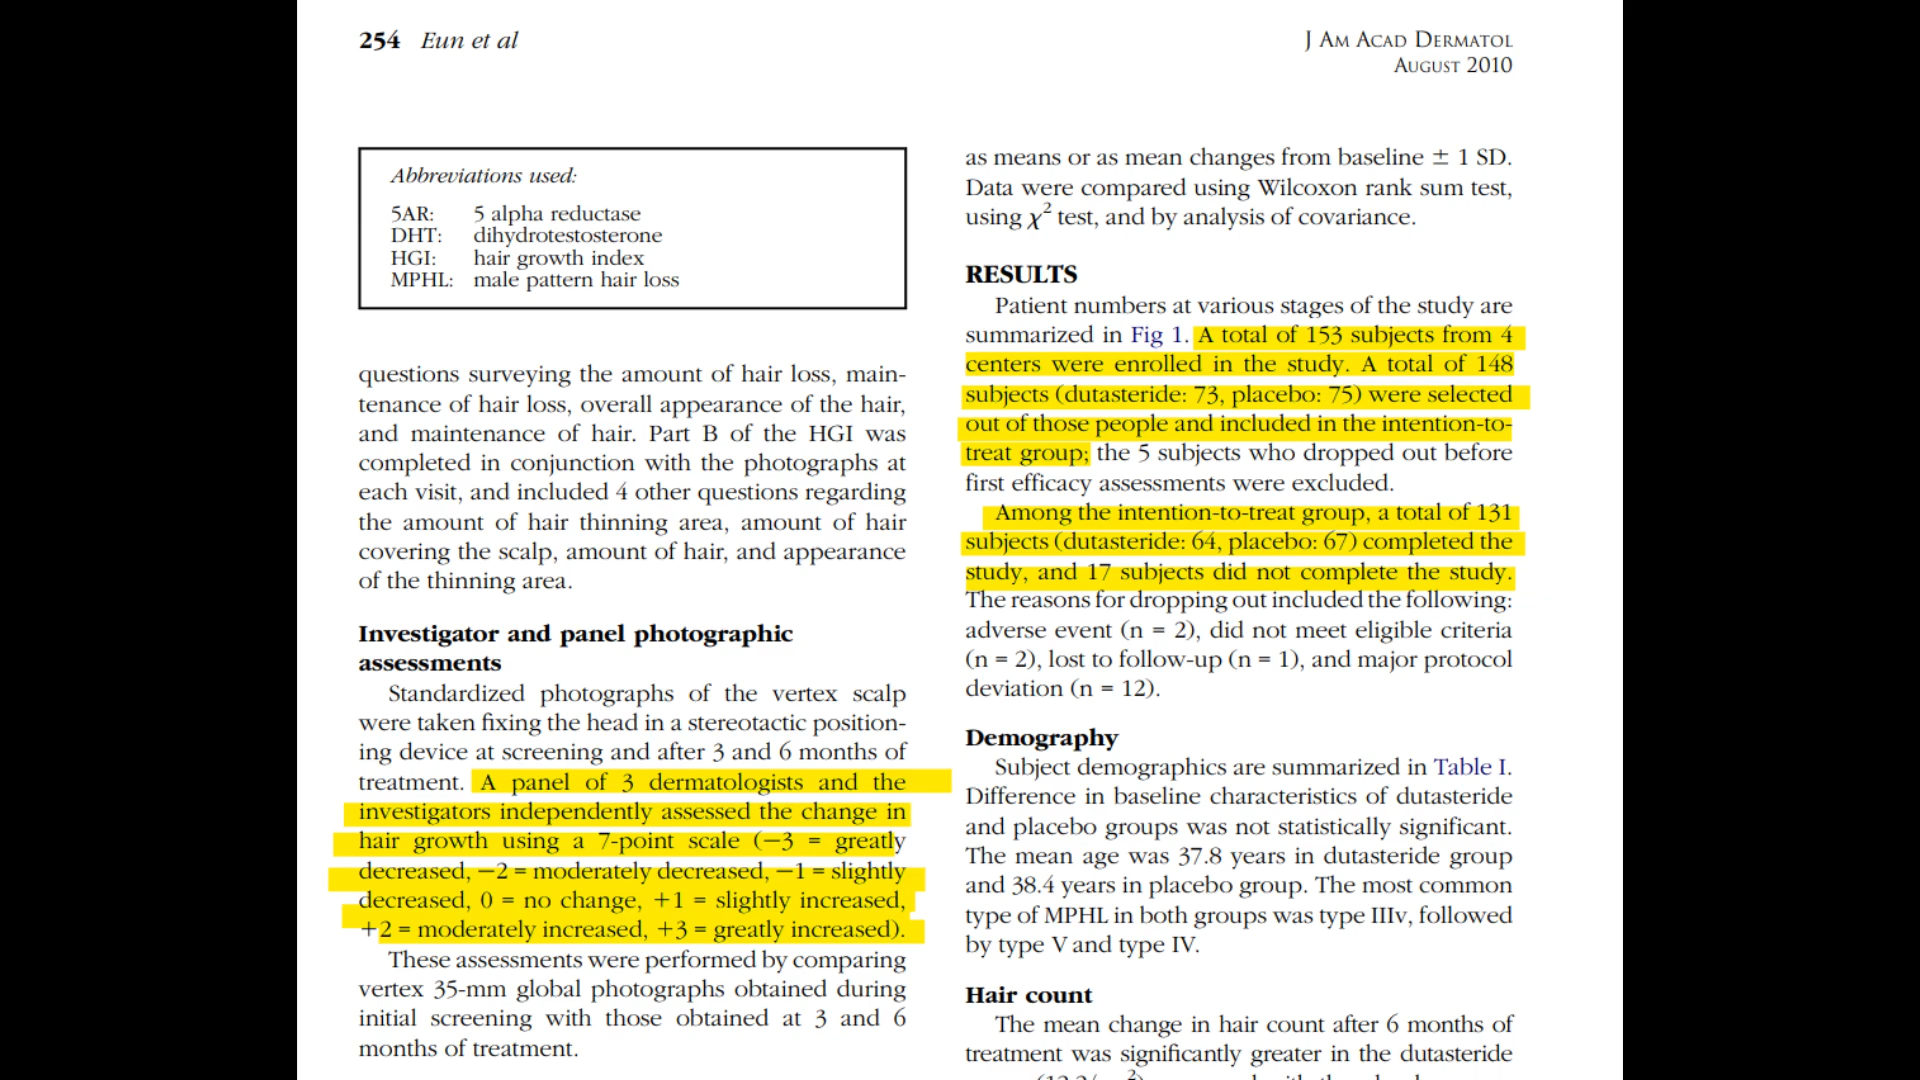 254 Eun et al
J AM ACAD DERMATOL
AUGUST 2010
Abbreviations used:
5AR: 5 alpha reductase
DHT: dihydrotestosterone
HGI: hair growth index
MPHL: male pattern hair loss
questions surveying the amount of hair loss, main-
tenance of hair loss, overall appearance of the hair,
and maintenance of hair. Part B of the HGI was
completed in conjunction with the photographs at
each visit, and included 4 other questions regarding
the amount of hair thinning area, amount of hair
covering the scalp, amount of hair, and appearance
of the thinning area.
Investigator and panel photographic
assessments
Standardized photographs of the vertex scalp
were taken fixing the head in a stereotactic position-
ing device at screening and after 3 and 6 months of
treatment. A panel of 3 dermatologists and the
investigators independently assessed the change in
hair growth using a 7-point scale (−3 = greatly
decreased, −2 = moderately decreased, −1 = slightly
decreased, 0 = no change, +1 = slightly increased,
+2 = moderately increased, +3 = greatly increased).
These assessments were performed by comparing
vertex 35-mm global photographs obtained during
initial screening with those obtained at 3 and 6
months of treatment.
as means or as mean changes from baseline ± 1 SD.
Data were compared using Wilcoxon rank sum test,
using χ² test, and by analysis of covariance.
RESULTS
Patient numbers at various stages of the study are
summarized in Fig 1. A total of 153 subjects from 4
centers were enrolled in the study. A total of 148
subjects (dutasteride: 73, placebo: 75) were selected
out of those people and included in the intention-to-
treat group; the 5 subjects who dropped out before
first efficacy assessments were excluded.
Among the intention-to-treat group, a total of 131
subjects (dutasteride: 64, placebo: 67) completed the
study, and 17 subjects did not complete the study.
The reasons for dropping out included the following:
adverse event (n = 2), did not meet eligible criteria
(n = 2), lost to follow-up (n = 1), and major protocol
deviation (n = 12).
Demography
Subject demographics are summarized in Table I.
Difference in baseline characteristics of dutasteride
and placebo groups was not statistically significant.
The mean age was 37.8 years in dutasteride group
and 38.4 years in placebo group. The most common
type of MPHL in both groups was type IIIv, followed
by type V and type IV.
Hair count
The mean change in hair count after 6 months of
treatment was significantly greater in the dutasteride